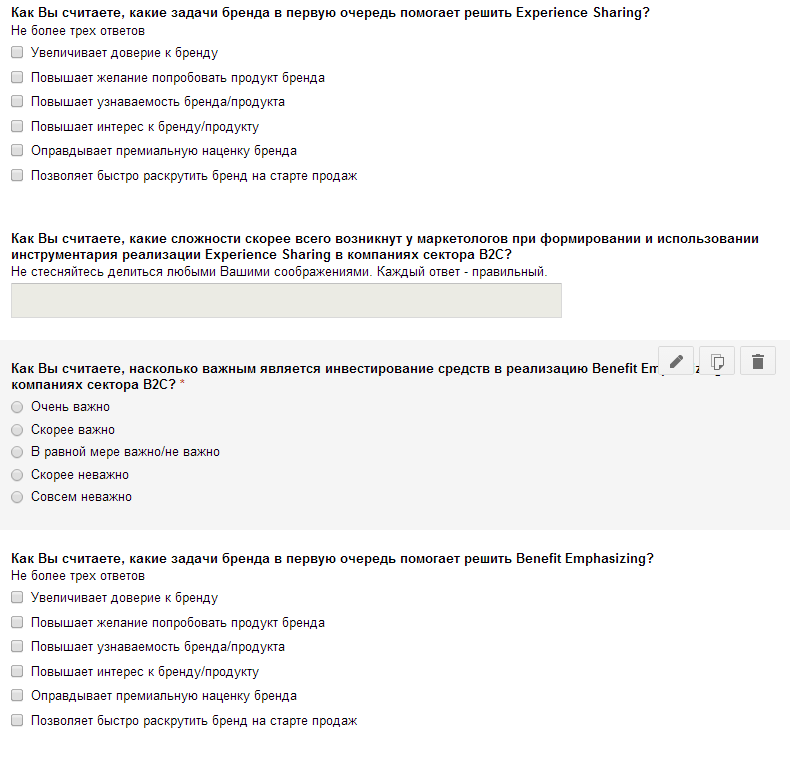 Как Вы считаете, какие задачи бренда в первую очередь помогает решить Experience Sharing?
Не более трех ответов
Увеличивает доверие к бренду
Повышает желание попробовать продукт бренда
Повышает узнаваемость бренда/продукта
Повышает интерес к бренду/продукту
Оправдывает премиальную наценку бренда
Позволяет быстро раскрутить бренд на старте продаж
Как Вы считаете, какие сложности скорее всего возникнут у маркетологов при формировании и использовании
инструментария реализации Experience Sharing в компаниях сектора B2C?
Не стесняйтесь делиться любыми Вашими соображениями. Каждый ответ - правильный.
Как Вы считаете, насколько важным является инвестирование средств в реализацию Benefit
компаниях сектора B2C? *
Очень важно
Скорее важно
В равной мере важно/не важно
Скорее неважно
Совсем неважно
Как Вы считаете, какие задачи бренда в первую очередь помогает решить Benefit Emphasizing?
Не более трех ответов
Увеличивает доверие к бренду
Повышает желание попробовать продукт бренда
Повышает узнаваемость бренда/продукта
Повышает интерес к бренду/продукту
Оправдывает премиальную наценку бренда
Позволяет быстро раскрутить бренд на старте продаж